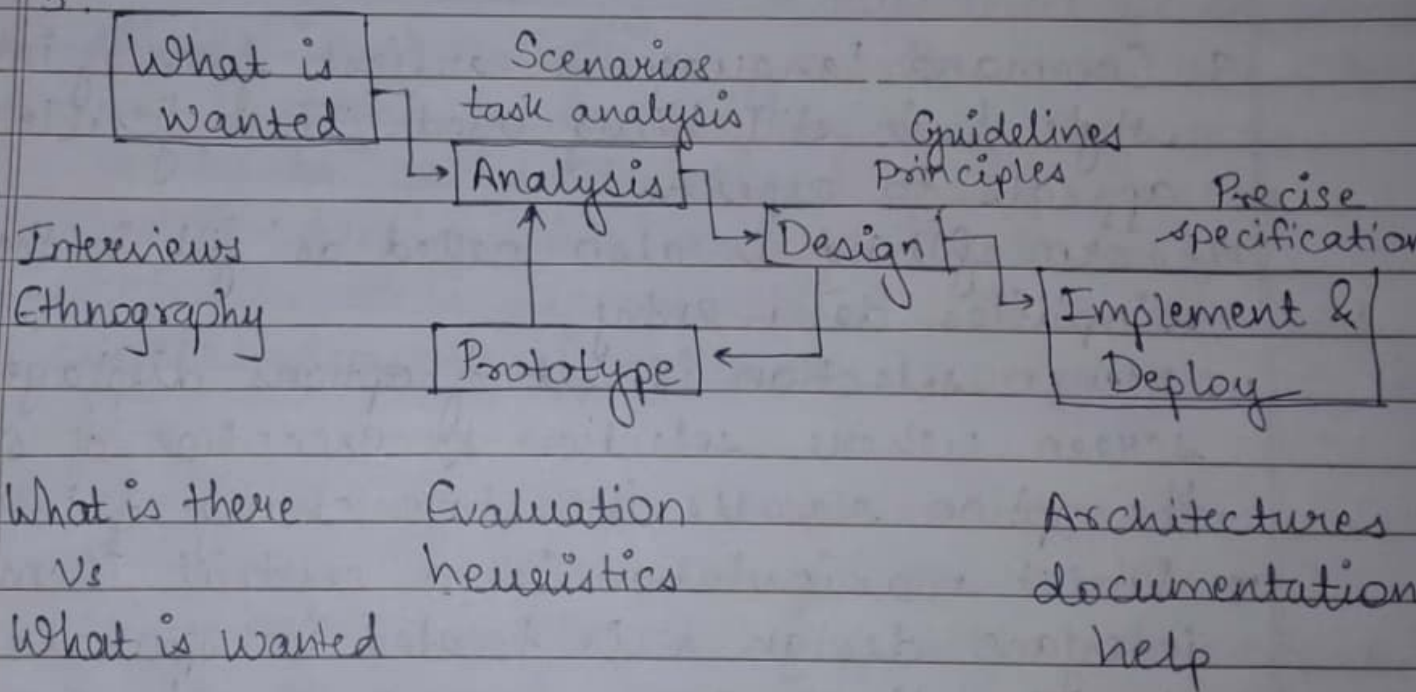 What is
wanted
Scenarios
task analysis
Analysis
Guidelines
principles
Design
Precise
specification
Implement &
Deploy
Interviews
Ethnography
Prototype
What is there
Vs
What is wanted
Evaluation
heuristics
Architectures
documentation
help